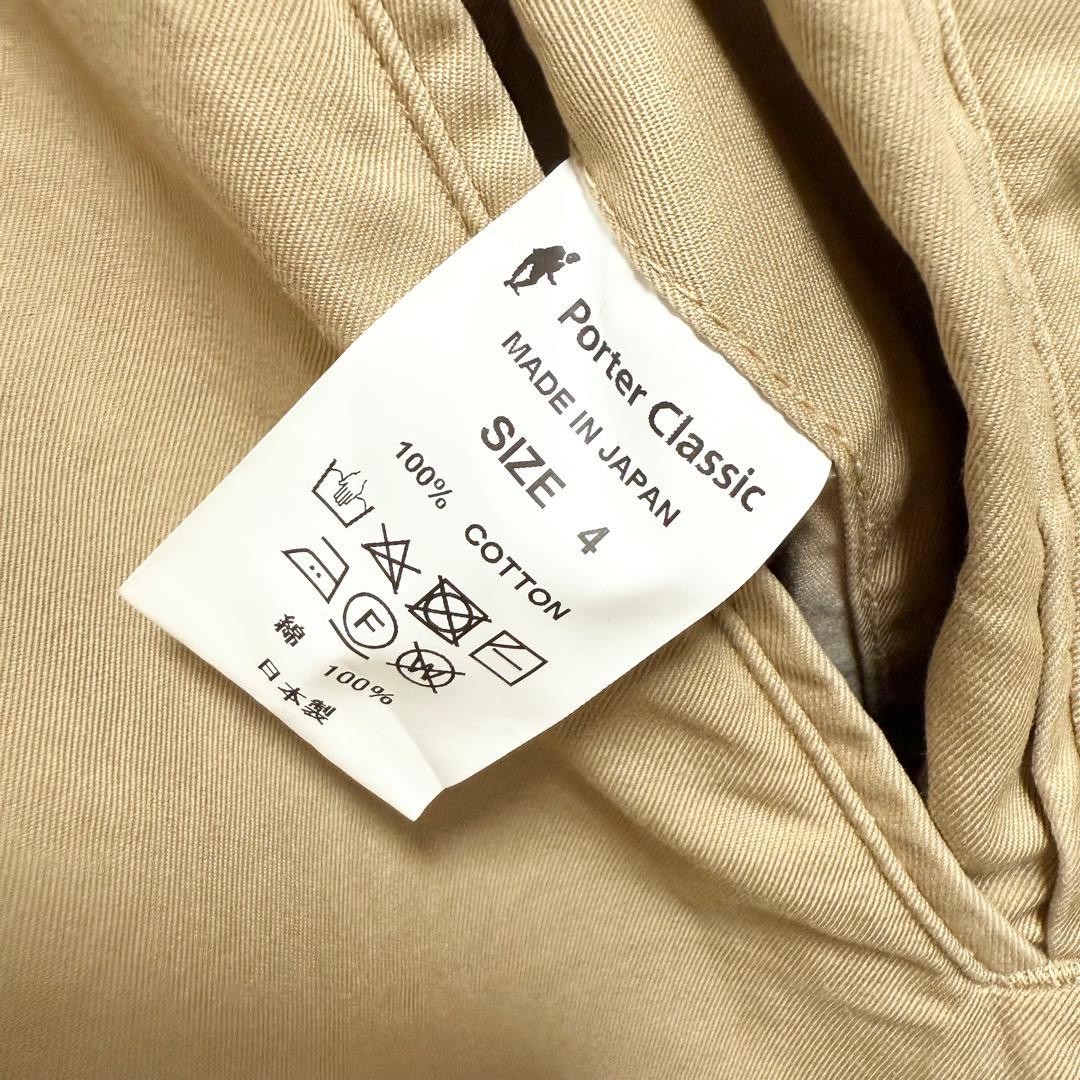 Porter Classic
MADE IN JAPAN
SIZE 4
100% COTTON
F
W
綿 100%
日本製